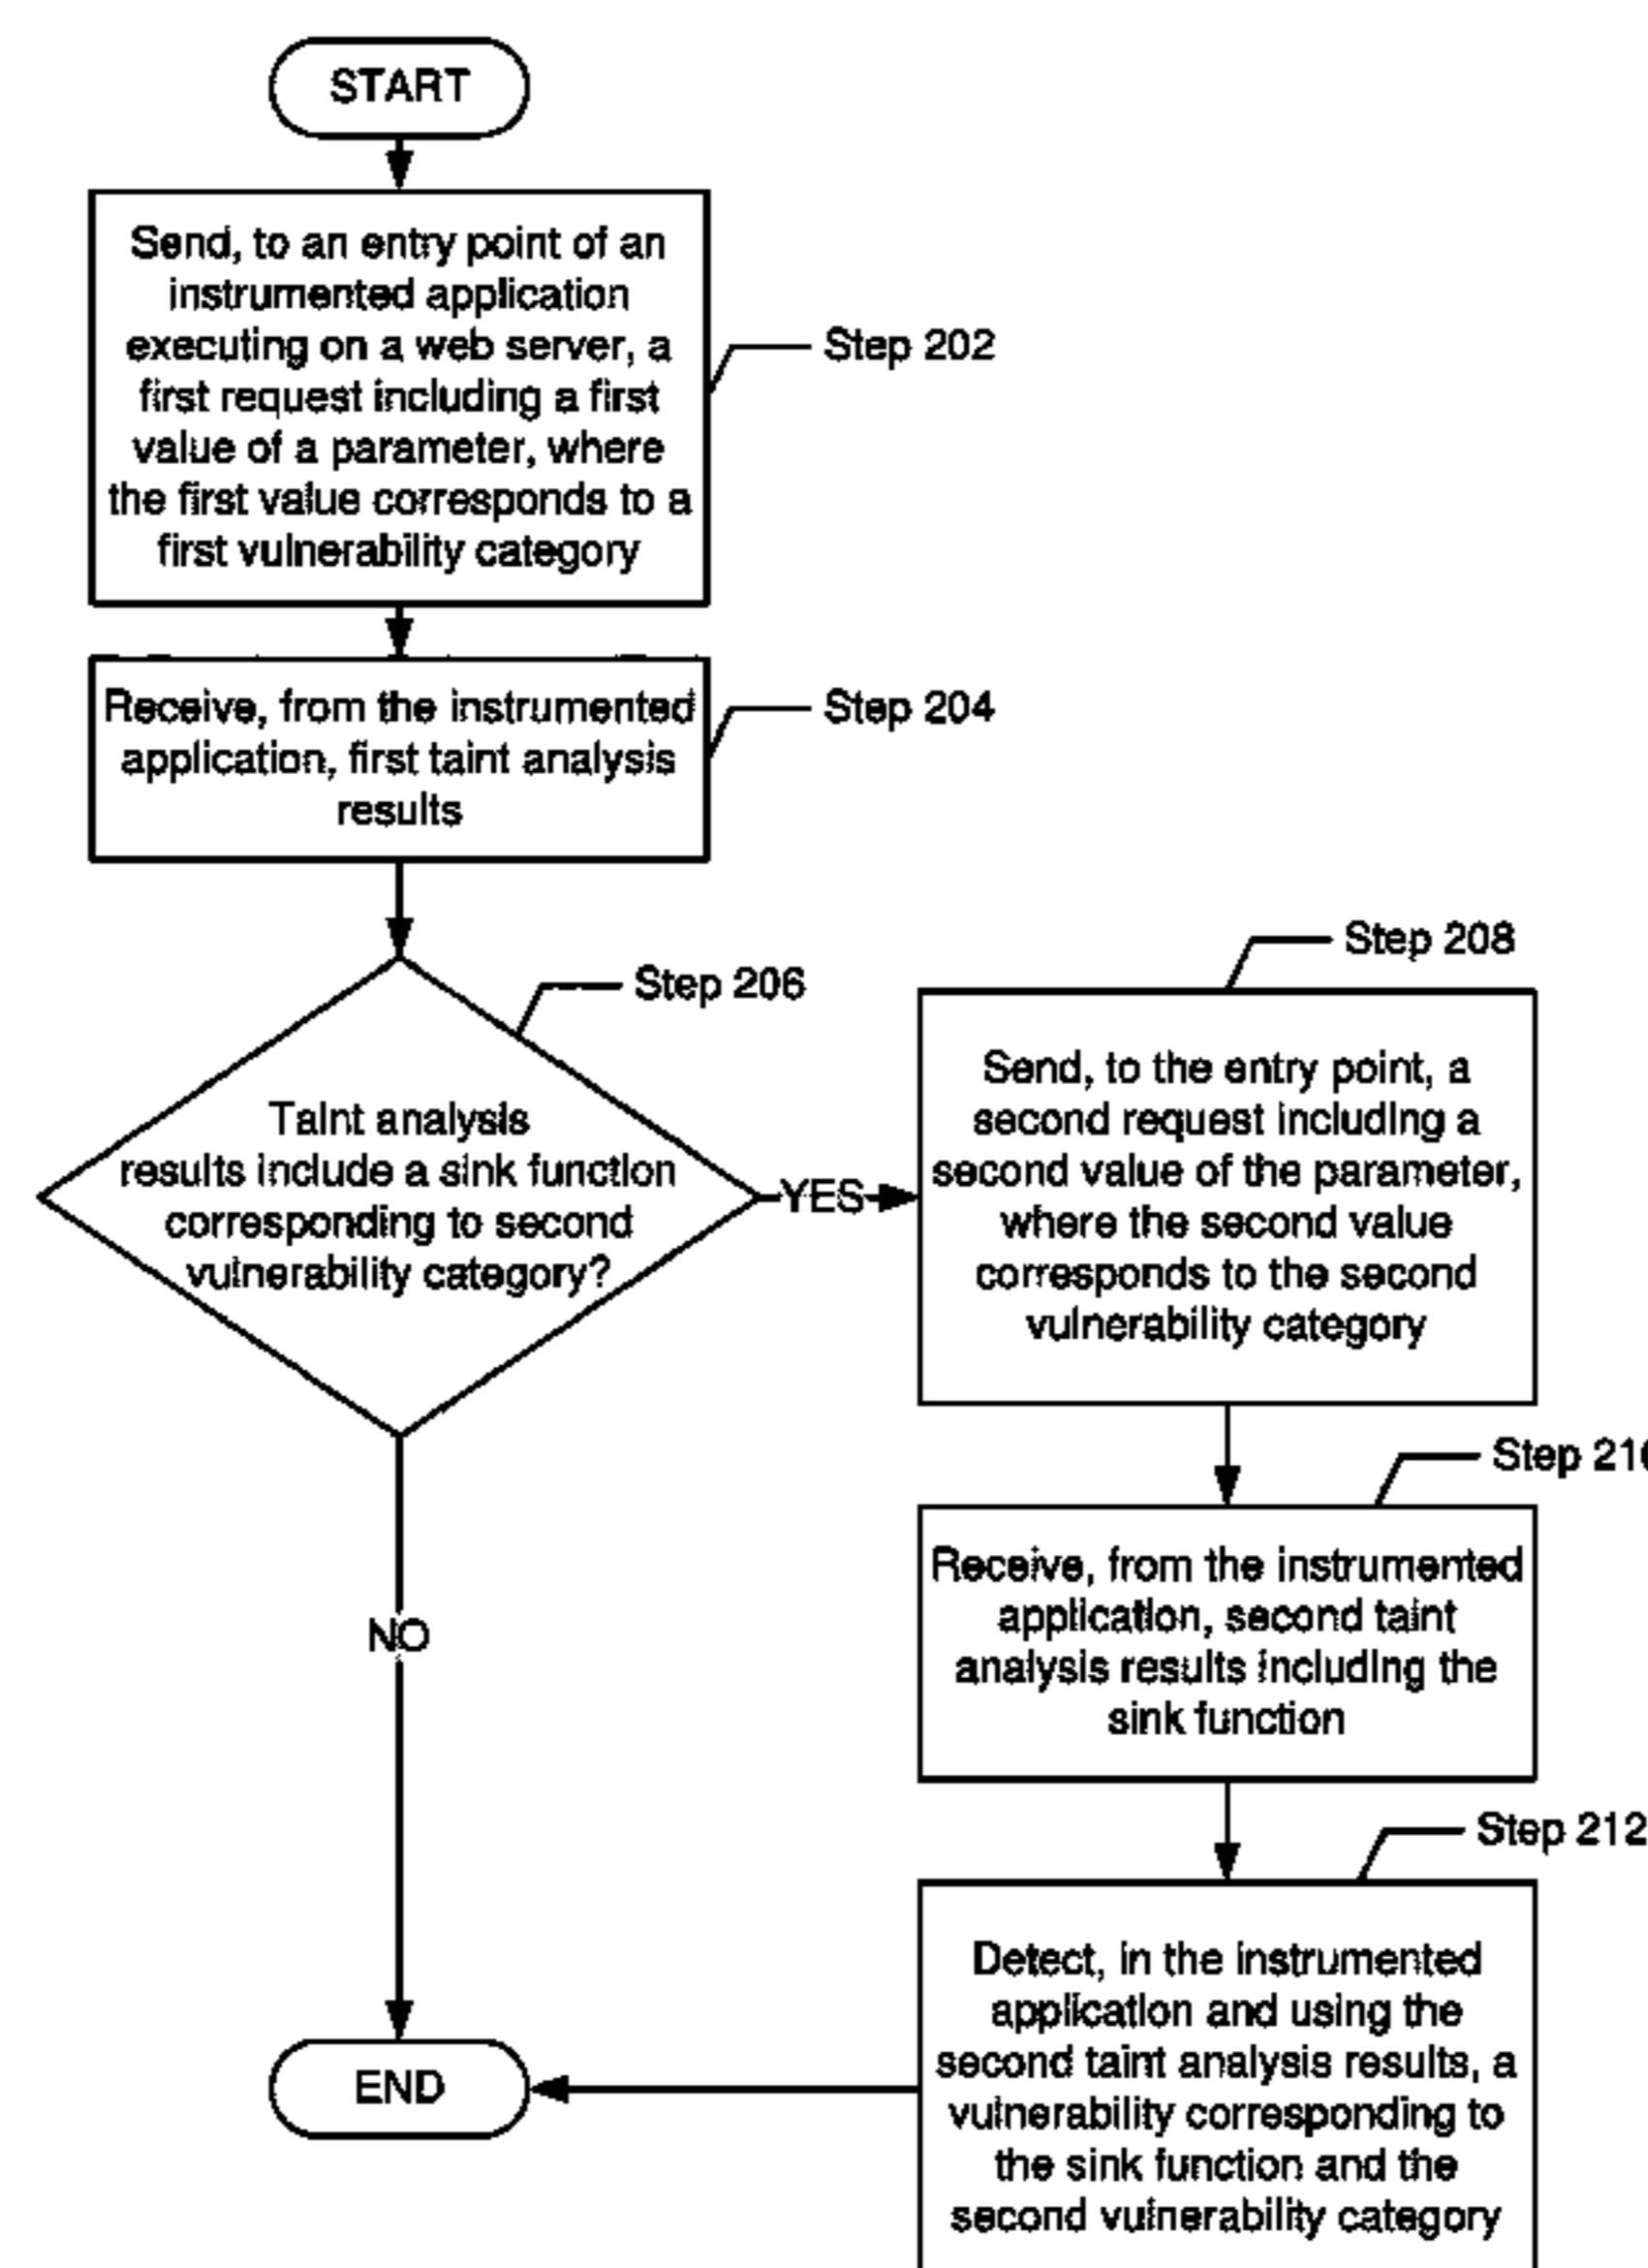 START
Send, to an entry point of an
instrumented application
executing on a web server, a
first request including a first
value of a parameter, where
the first value corresponds to a
first vulnerability category
Step 202
Receive, from the instrumented
application, first taint analysis
results
Step 204
Step 206
Taint analysis
results include a sink function
corresponding to second
vulnerability category?
YES
NO
Step 208
Send, to the entry point, a
second request including a
second value of the parameter,
where the second value
corresponds to the second
vulnerability category
Step 210
Receive, from the instrumented
application, second taint
analysis results including the
sink function
Step 212
Detect, in the instrumented
application and using the
second taint analysis results, a
vulnerability corresponding to
the sink function and the
second vulnerability category
END